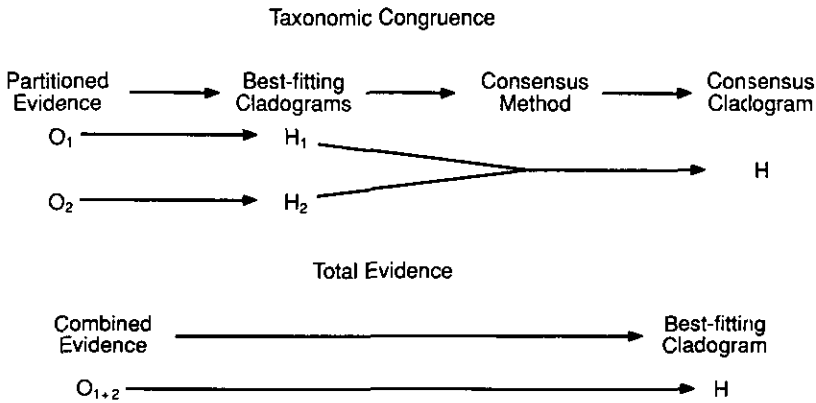 Taxonomic Congruence
Partitioned Evidence
Best-fitting Cladograms
Consensus Method
Consensus Cladogram
O₁
H₁
H
O₂
H₂
Total Evidence
Combined Evidence
Best-fitting Cladogram
O₁₊₂
H